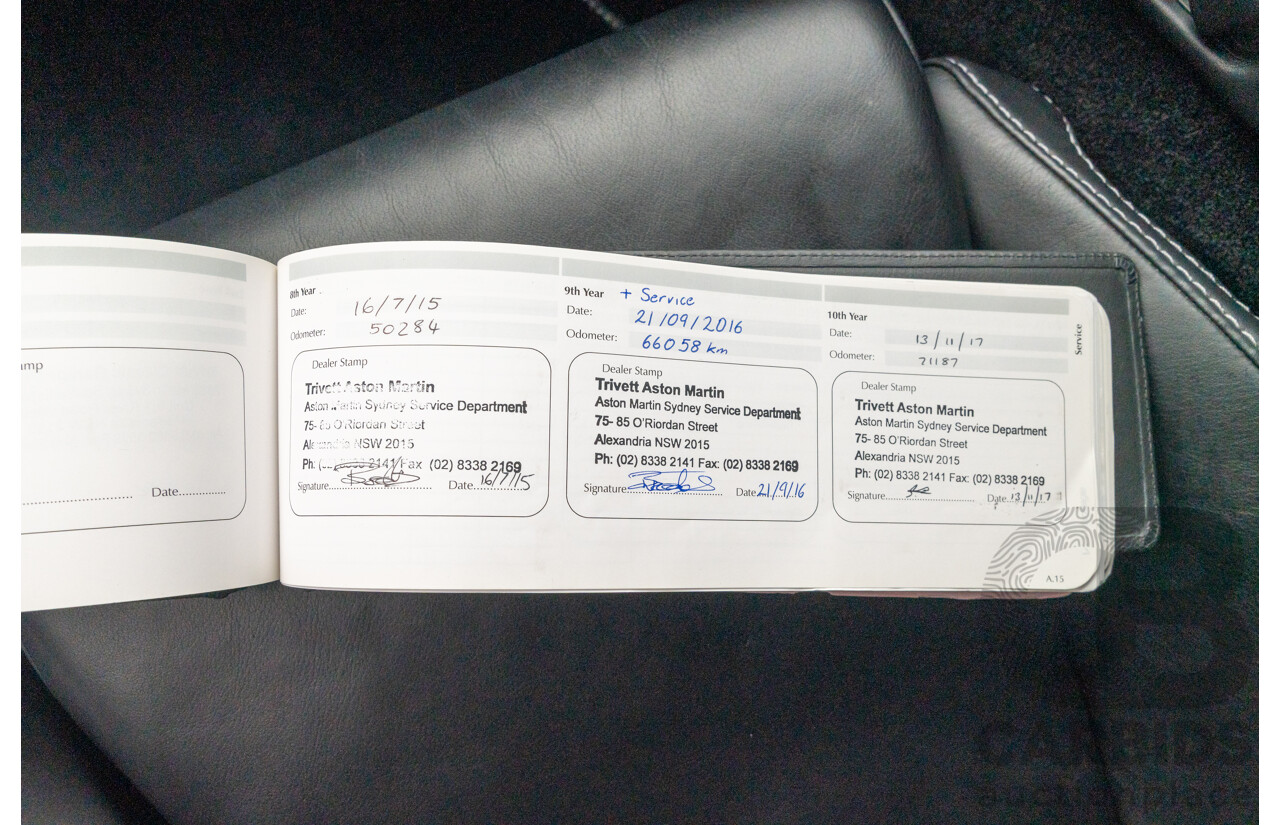 amp
Date..............
8th Year
Date: 16/7/15
Odometer: 50284
Dealer Stamp
Trivett Aston Martin
Aston Martin Sydney Service Department
75- 85 O'Riordan Street
Alexandria NSW 2015
Ph: (02) 8338 2141 Fax (02) 8338 2169
Signature.............................. Date 16/7/15
9th Year + Service
Date: 21/09/2016
Odometer: 66058 km
Dealer Stamp
Trivett Aston Martin
Aston Martin Sydney Service Department
75- 85 O'Riordan Street
Alexandria NSW 2015
Ph: (02) 8338 2141 Fax: (02) 8338 2169
Signature.............................. Date 21/9/16
10th Year
Date: 13/11/17
Odometer: 71187
Dealer Stamp
Trivett Aston Martin
Aston Martin Sydney Service Department
75- 85 O'Riordan Street
Alexandria NSW 2015
Ph: (02) 8338 2141 Fax: (02) 8338 2169
Signature.............................. Date 13/11/17
Service
A.15
CARBIDS
auctionplace